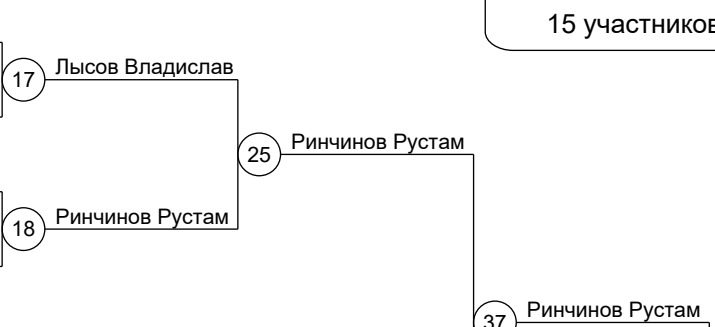 15 участников
17 Лысов Владислав
25 Ринчинов Рустам
18 Ринчинов Рустам
37 Ринчинов Рустам